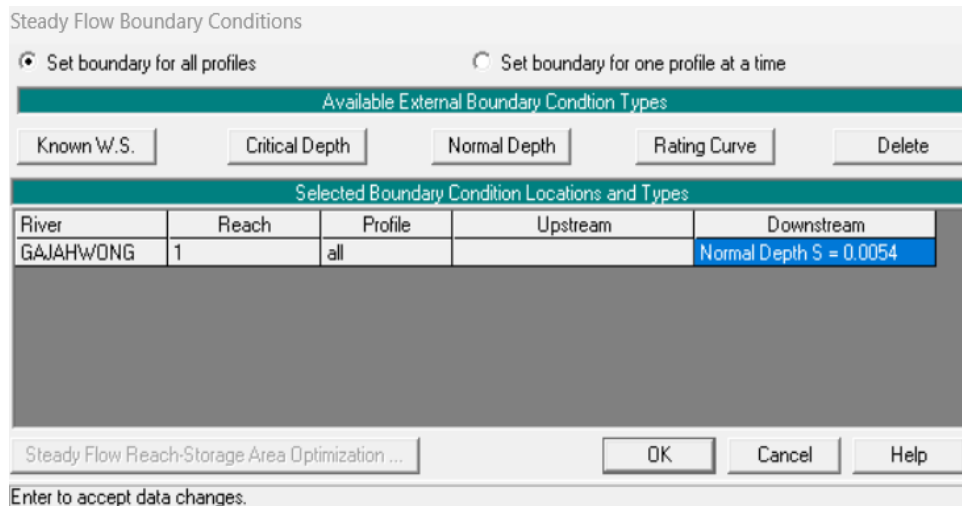 Steady Flow Boundary Conditions
Set boundary for all profiles Set boundary for one profile at a time
Available External Boundary Condtion Types
Known W.S. Critical Depth Normal Depth Rating Curve Delete
Selected Boundary Condition Locations and Types
River Reach Profile Upstream Downstream
GAJAHWONG 1 all Normal Depth S = 0.0054
Steady Flow Reach-Storage Area Optimization ... OK Cancel Help
Enter to accept data changes.